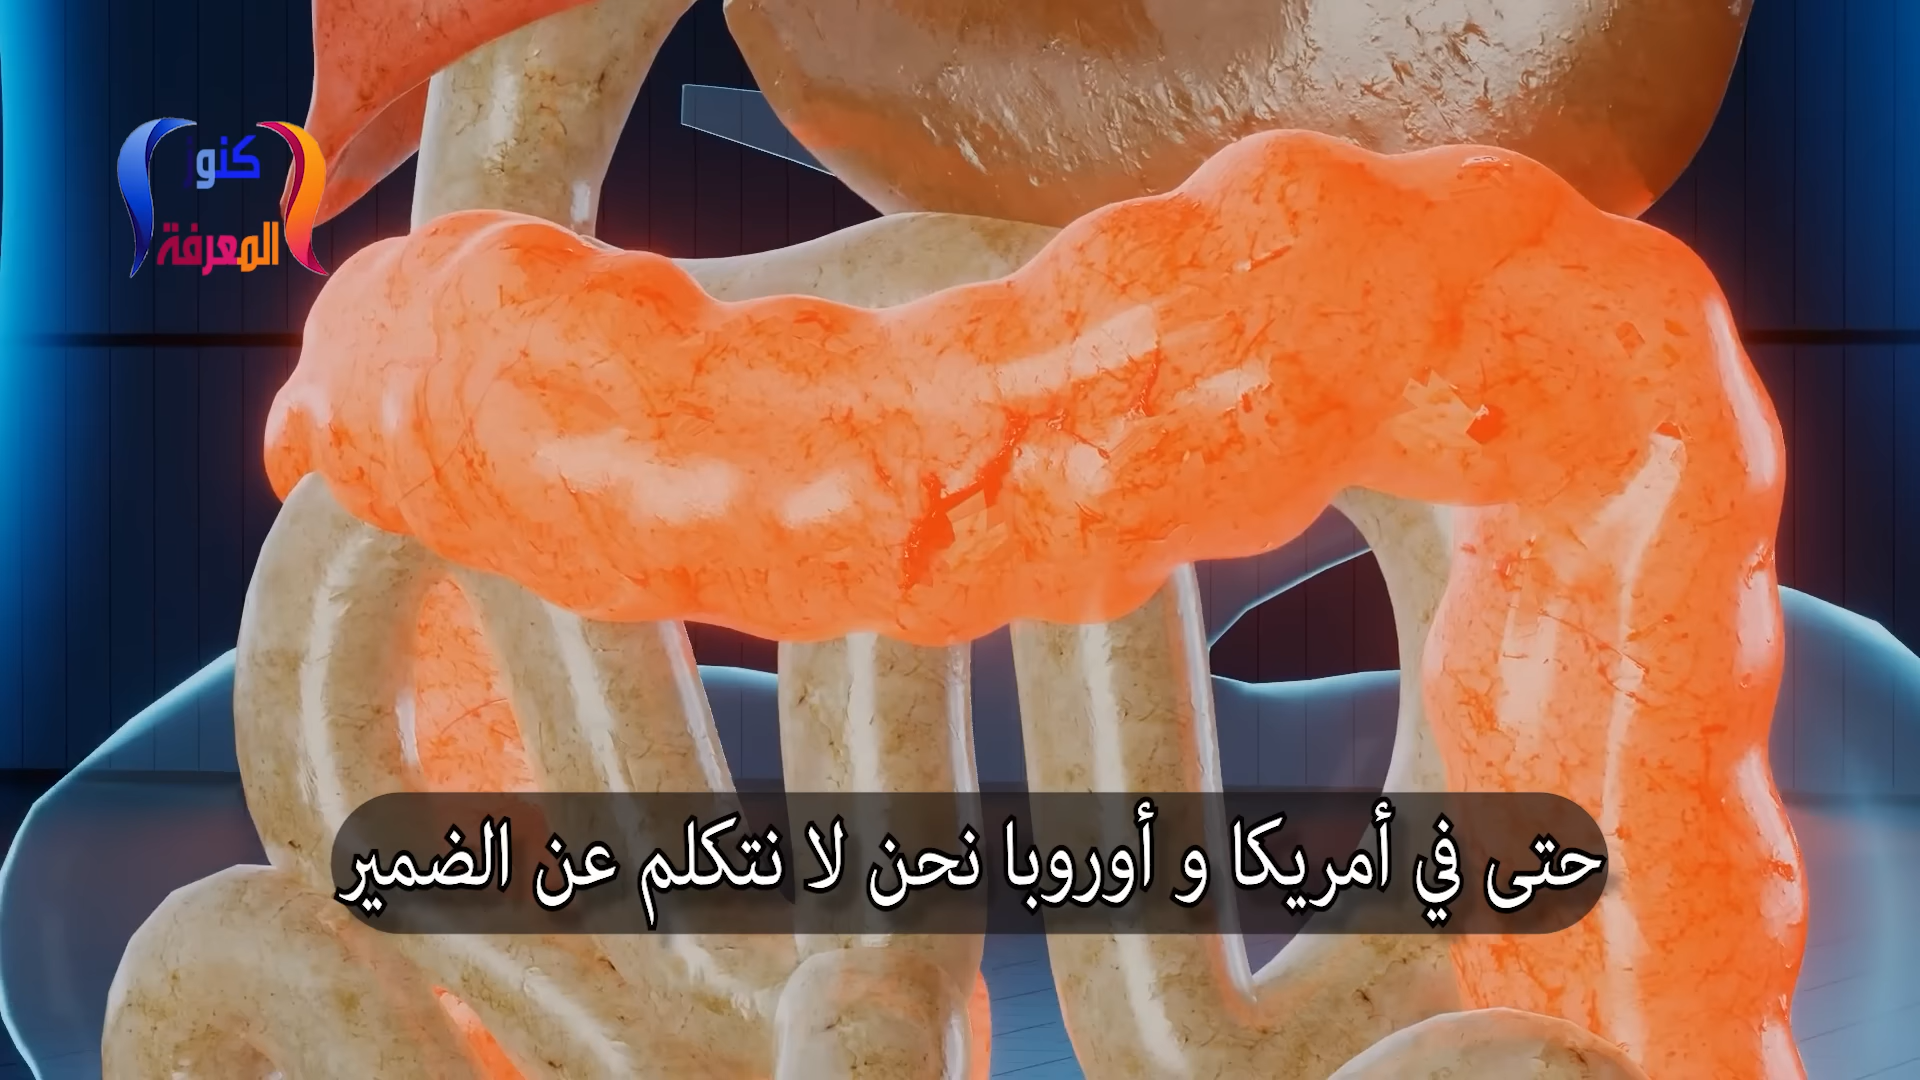 كنوز
المعرفة
حتى في أمريكا و أوروبا نحن لا نتكلم عن الضمير